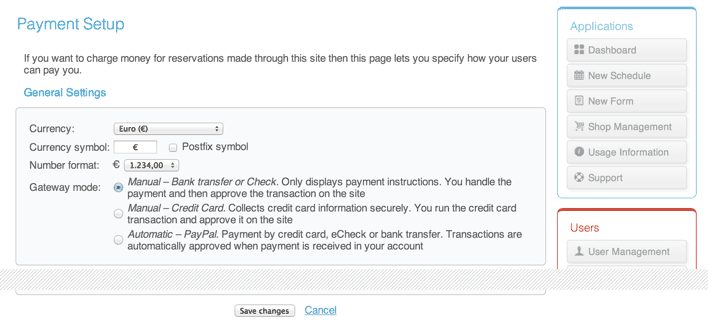 Payment Setup
If you want to charge money for reservations made through this site then this page lets you specify how your users
can pay you.
General Settings
Currency:
Euro (€)
Currency symbol:
€
Postfix symbol
Number format:
€
1.234,00
Gateway mode:
Manual – Bank transfer or Check. Only displays payment instructions. You handle the
payment and then approve the transaction on the site
Manual – Credit Card. Collects credit card information securely. You run the credit card
transaction and approve it on the site
Automatic – PayPal. Payment by credit card, eCheck or bank transfer. Transactions are
automatically approved when payment is received in your account
Save changes
Cancel
Applications
Dashboard
New Schedule
New Form
Shop Management
Usage Information
Support
Users
User Management